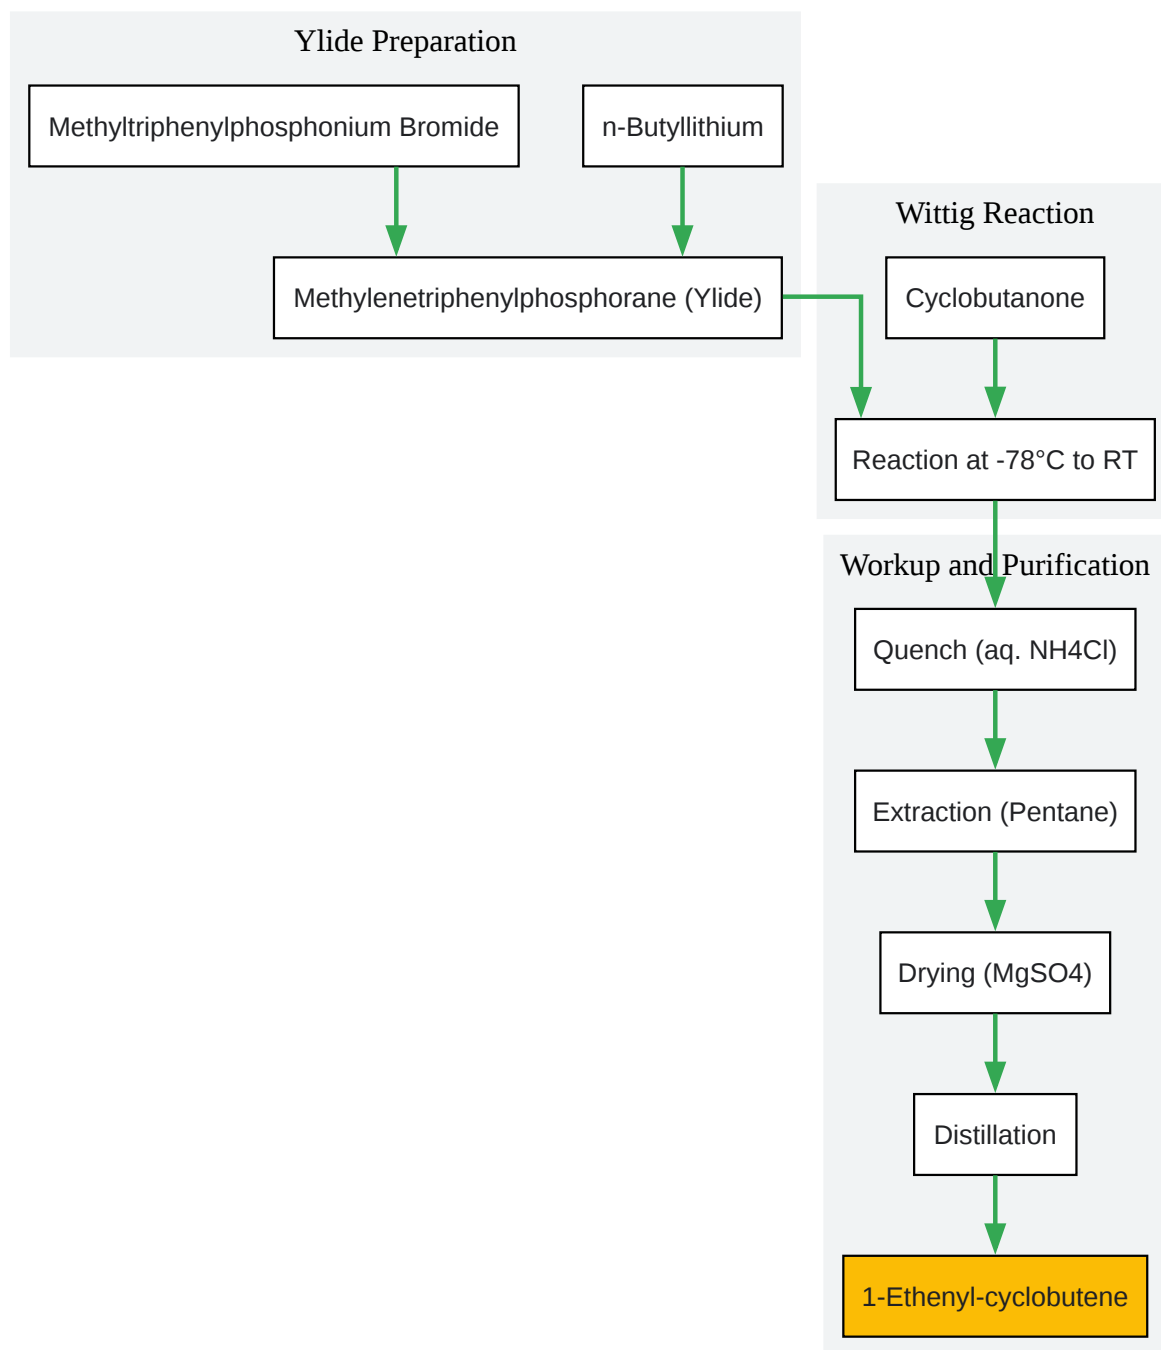 Ylide Preparation
Methyltriphenylphosphonium Bromide
n-Butyllithium
Methylenetriphenylphosphorane (Ylide)
Wittig Reaction
Cyclobutanone
Reaction at -78°C to RT
Workup and Purification
Quench (aq. NH4Cl)
Extraction (Pentane)
Drying (MgSO4)
Distillation
1-Ethenyl-cyclobutene